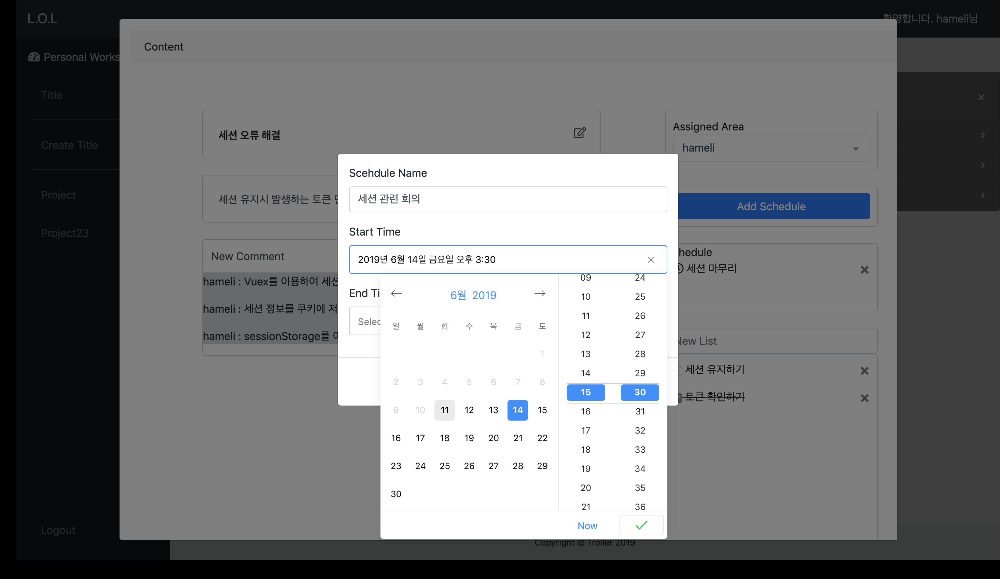 L.O.L
환영합니다. hameli님
Content
Personal Works
Title
Create Title
Project
Project23
Logout
세션 오류 해결
세션 유지시 발생하는 토큰
New Comment
hameli : Vuex를 이용하여 세션
hameli : 세션 정보를 쿠키에 저
hameli : sessionStorage를
Assigned Area
hameli
Add Schedule
hedule
세션 마무리
New List
세션 유지하기
토큰 확인하기
Scehdule Name
세션 관련 회의
Start Time
2019년 6월 14일 금요일 오후 3:30
End Ti
Selec
6월 2019
일 월 화 수 목 금 토
1
2 3 4 5 6 7 8
9 10 11 12 13 14 15
16 17 18 19 20 21 22
23 24 25 26 27 28 29
30
09 24
10 25
11 26
12 27
13 28
14 29
15 30
16 31
17 32
18 33
19 34
20 35
21 36
Now
Copyright © Troller 2019